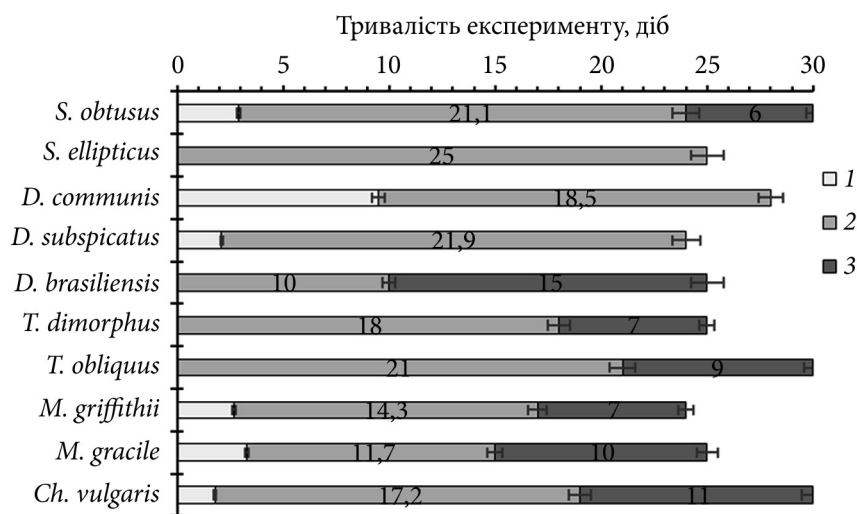 Тривалість експерименту, діб
0 5 10 15 20 25 30
S. obtusus 21,1 6
S. ellipticus 25
D. communis 18,5
D. subspicatus 21,9
D. brasiliensis 10 15
T. dimorphus 18 7
T. obliquus 21 9
M. griffithii 14,3 7
M. gracile 11,7 10
Ch. vulgaris 17,2 11
1
2
3